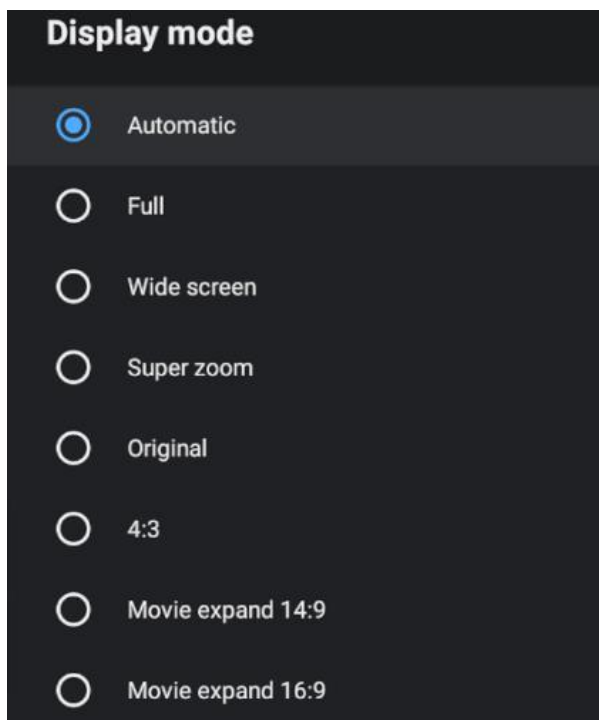 Display mode
Automatic
Full
Wide screen
Super zoom
Original
4:3
Movie expand 14:9
Movie expand 16:9